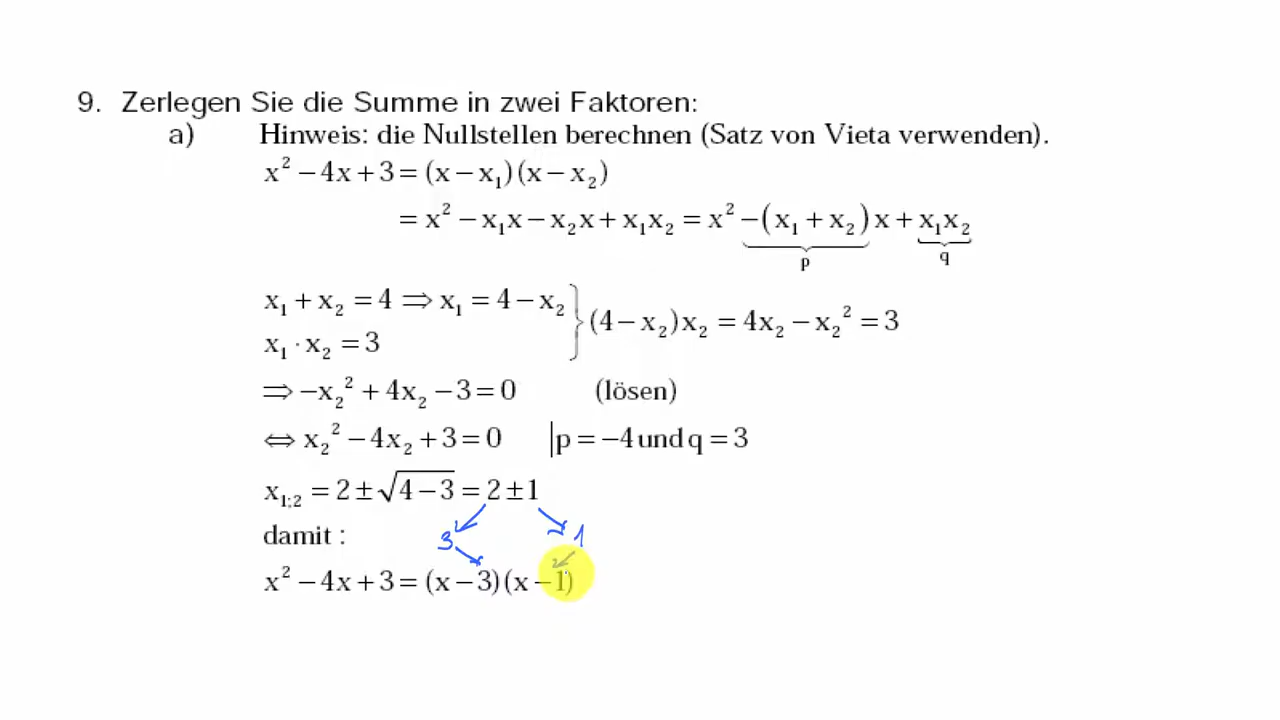 9. Zerlegen Sie die Summe in zwei Faktoren:
a) Hinweis: die Nullstellen berechnen (Satz von Vieta verwenden).
x² − 4x + 3 = (x − x₁)(x − x₂)
= x² − x₁x − x₂x + x₁x₂ = x² −(x₁ + x₂)x + x₁x₂
p q
x₁ + x₂ = 4 ⇒ x₁ = 4 − x₂
(4 − x₂)x₂ = 4x₂ − x₂² = 3
x₁ · x₂ = 3
⇒ −x₂² + 4x₂ − 3 = 0 (lösen)
⇔ x₂² − 4x₂ + 3 = 0 |p = −4 und q = 3
x₁;₂ = 2 ± √(4 − 3) = 2 ± 1
damit : 3 1
x² − 4x + 3 = (x − 3)(x − 1)